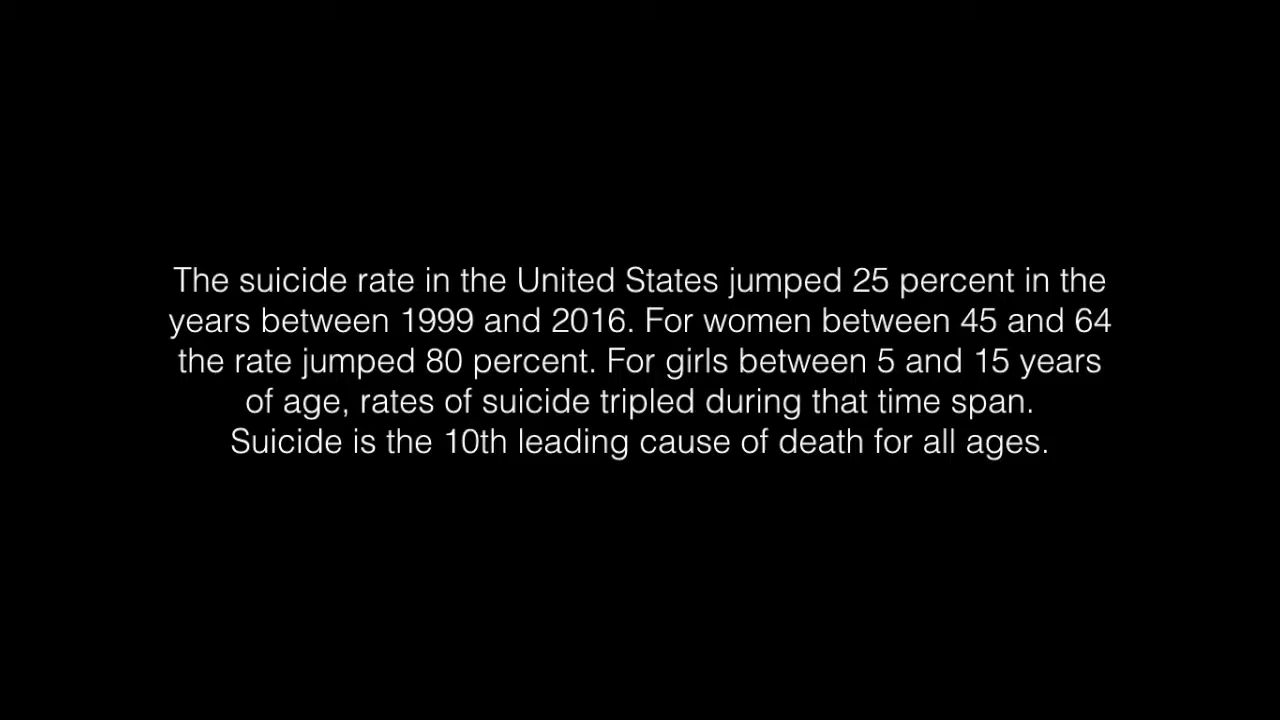 The suicide rate in the United States jumped 25 percent in the
years between 1999 and 2016. For women between 45 and 64
the rate jumped 80 percent. For girls between 5 and 15 years
of age, rates of suicide tripled during that time span.
Suicide is the 10th leading cause of death for all ages.